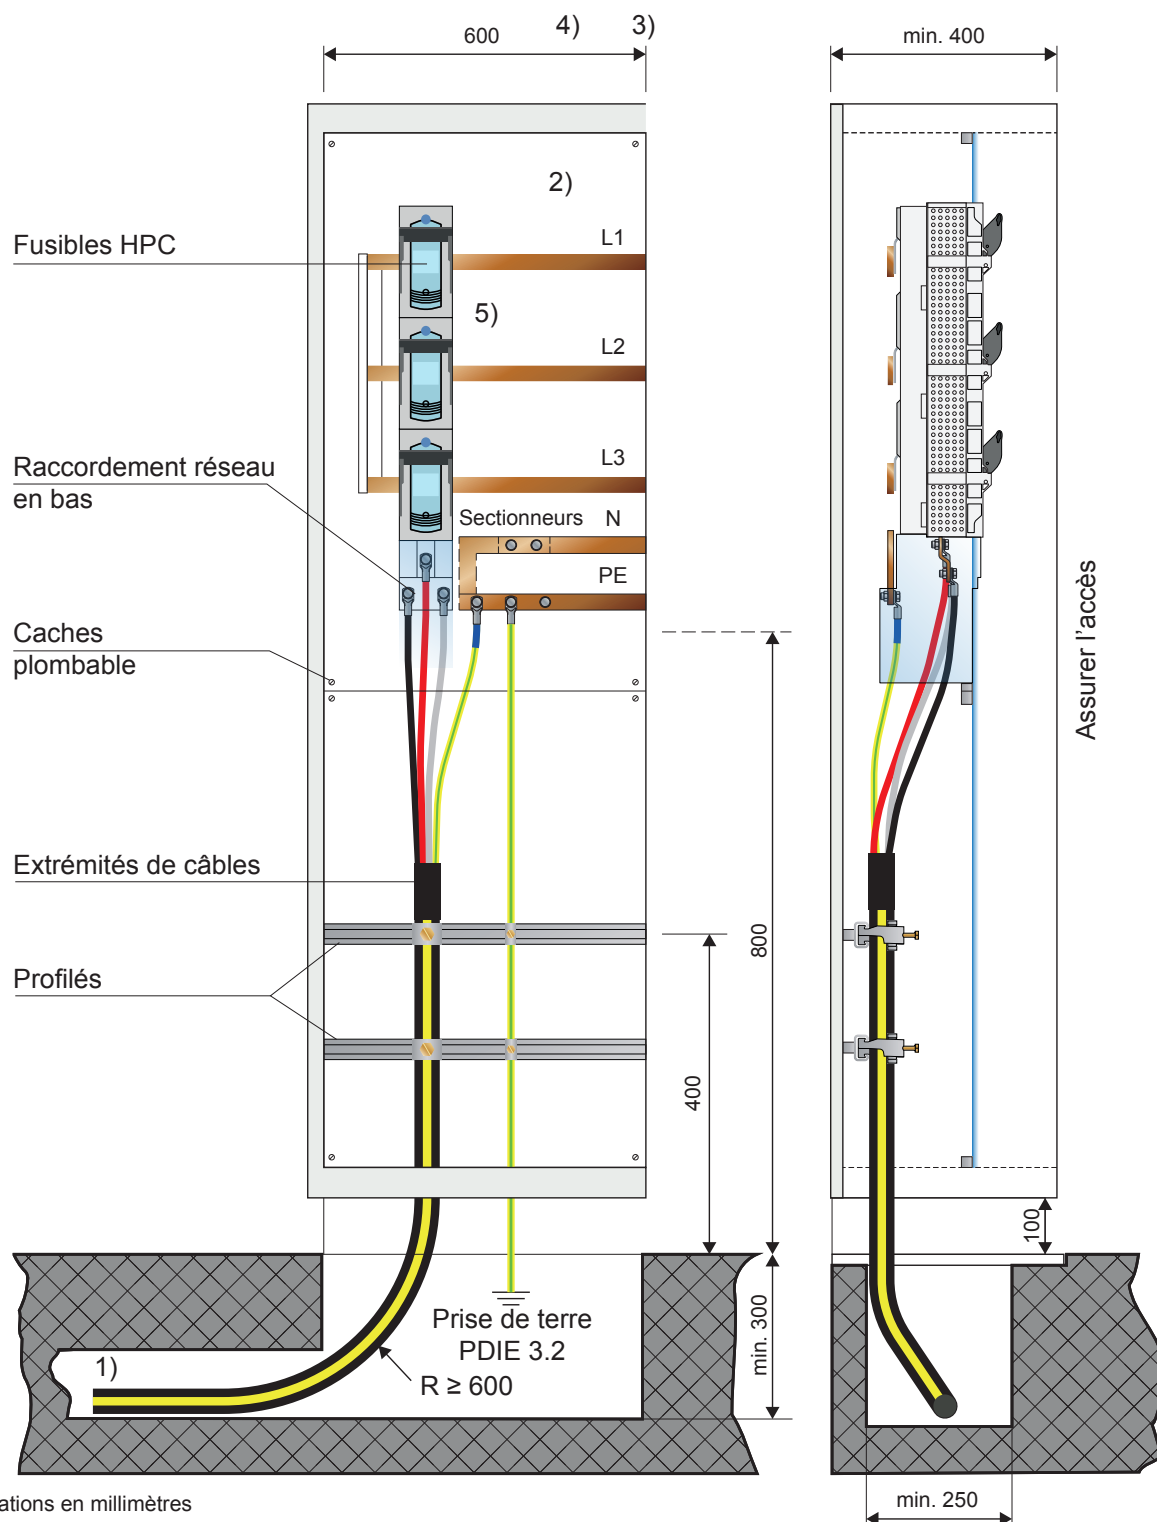 600
4)
3)
min. 400
2)
Fusibles HPC
L1
5)
L2
Raccordement réseau
en bas
L3
Sectionneurs
N
PE
Caches
plombable
Assurer l'accès
Extrémités de câbles
Profilés
800
400
100
Prise de terre
PDIE 3.2
min. 300
1)
R ≥ 600
min. 250
ations en millimètres